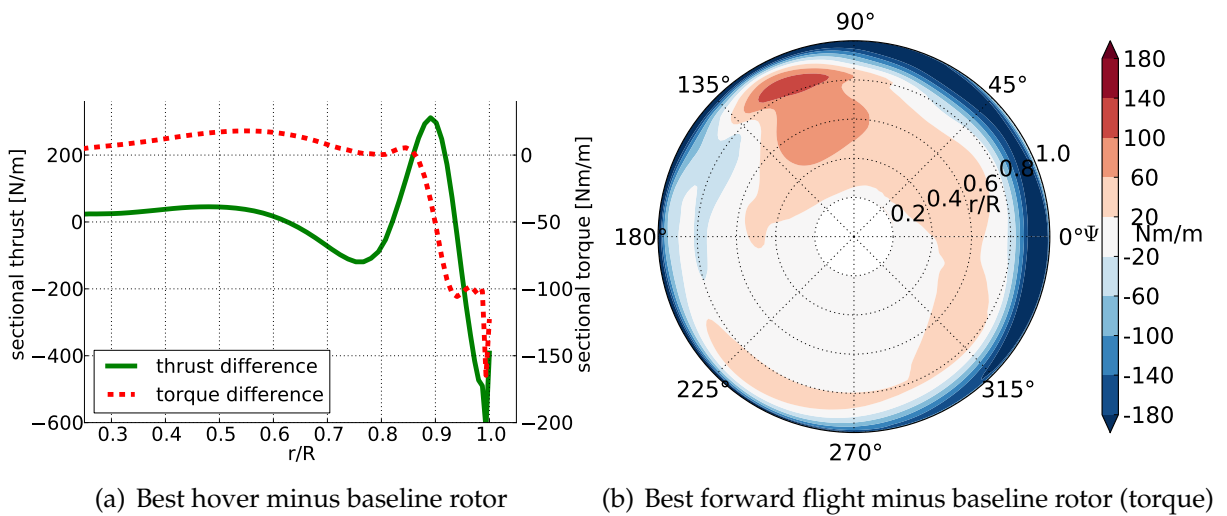 sectional thrust [N/m]
200
0
−200
−400
−600
0.3 0.4 0.5 0.6 0.7 0.8 0.9 1.0
r/R
0
−50
−100
−150
−200
sectional torque [Nm/m]
thrust difference
torque difference
(a) Best hover minus baseline rotor
90°
135°
45°
180°
0°Ψ
225°
315°
270°
0.2 0.4 0.6 0.8 1.0
r/R
180
140
100
60
20
Nm/m
-20
-60
-100
-140
-180
(b) Best forward flight minus baseline rotor (torque)